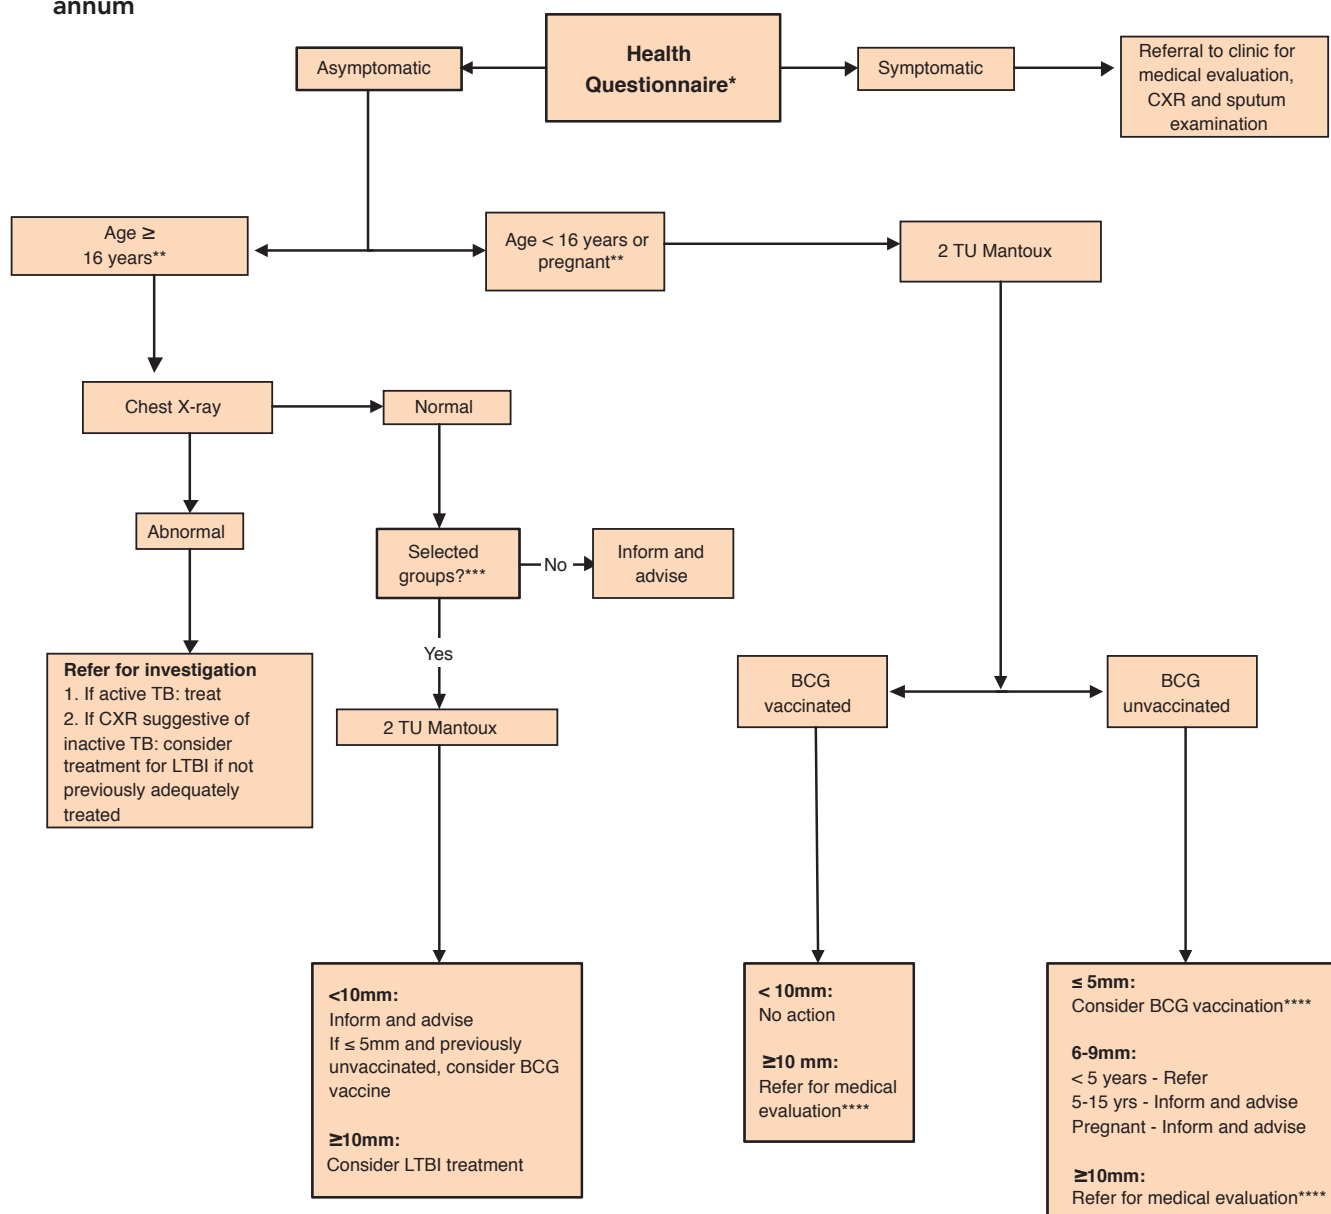 annum
Health
Questionnaire*
Asymptomatic
Symptomatic
Referral to clinic for
medical evaluation,
CXR and sputum
examination
Age ≥
16 years**
Age < 16 years or
pregnant**
2 TU Mantoux
Chest X-ray
Normal
Abnormal
Selected
groups?***
No
Inform and
advise
Yes
Refer for investigation
1. If active TB: treat
2. If CXR suggestive of
inactive TB: consider
treatment for LTBI if not
previously adequately
treated
2 TU Mantoux
BCG
vaccinated
BCG
unvaccinated
<10mm:
Inform and advise
If ≤ 5mm and previously
unvaccinated, consider BCG
vaccine
≥10mm:
Consider LTBI treatment
< 10mm:
No action
≥10 mm:
Refer for medical
evaluation****
≤ 5mm:
Consider BCG vaccination****
6-9mm:
< 5 years - Refer
5-15 yrs - Inform and advise
Pregnant - Inform and advise
≥10mm:
Refer for medical evaluation****